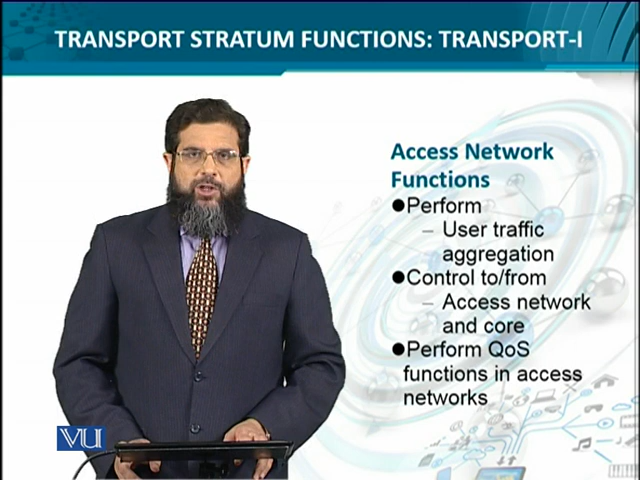 TRANSPORT STRATUM FUNCTIONS: TRANSPORT-I
Access Network
Functions
●Perform
– User traffic
aggregation
●Control to/from
– Access network
and core
●Perform QoS
functions in access
networks
VU